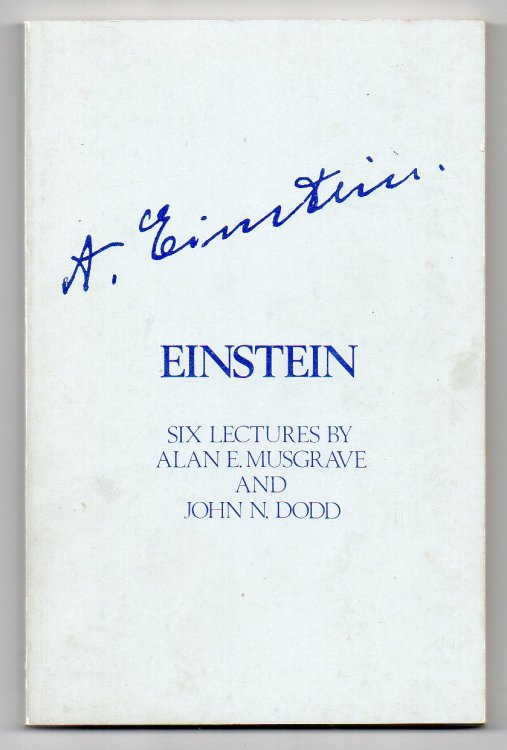 A. Einstein.
EINSTEIN
SIX LECTURES BY
ALAN E. MUSGRAVE
AND
JOHN N. DODD